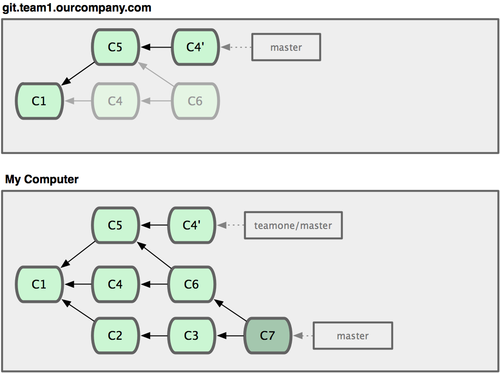 git.team1.ourcompany.com
C5
C4'
master
C1
C4
C6
My Computer
C5
C4'
teamone/master
C1
C4
C6
C2
C3
C7
master